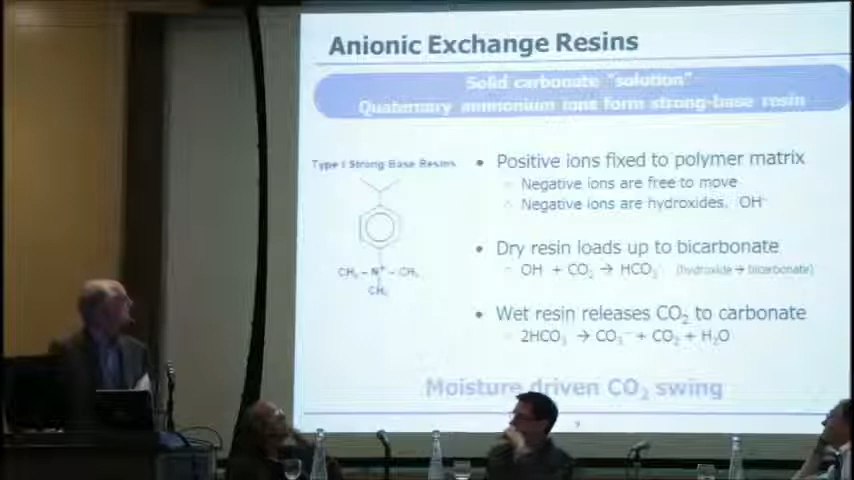 Anionic Exchange Resins
Solid carbonate "solution"
Quaternary ammonium ions form strong-base resin
Type I Strong Base Resins
CH₃ – N⁺ – CH₃
CH₃
• Positive ions fixed to polymer matrix
Negative ions are free to move
Negative ions are hydroxides, OH⁻
• Dry resin loads up to bicarbonate
OH⁻ + CO₂ → HCO₃⁻ (hydroxide → bicarbonate)
• Wet resin releases CO₂ to carbonate
2HCO₃⁻ → CO₃⁻⁻ + CO₂ + H₂O
Moisture driven CO₂ swing